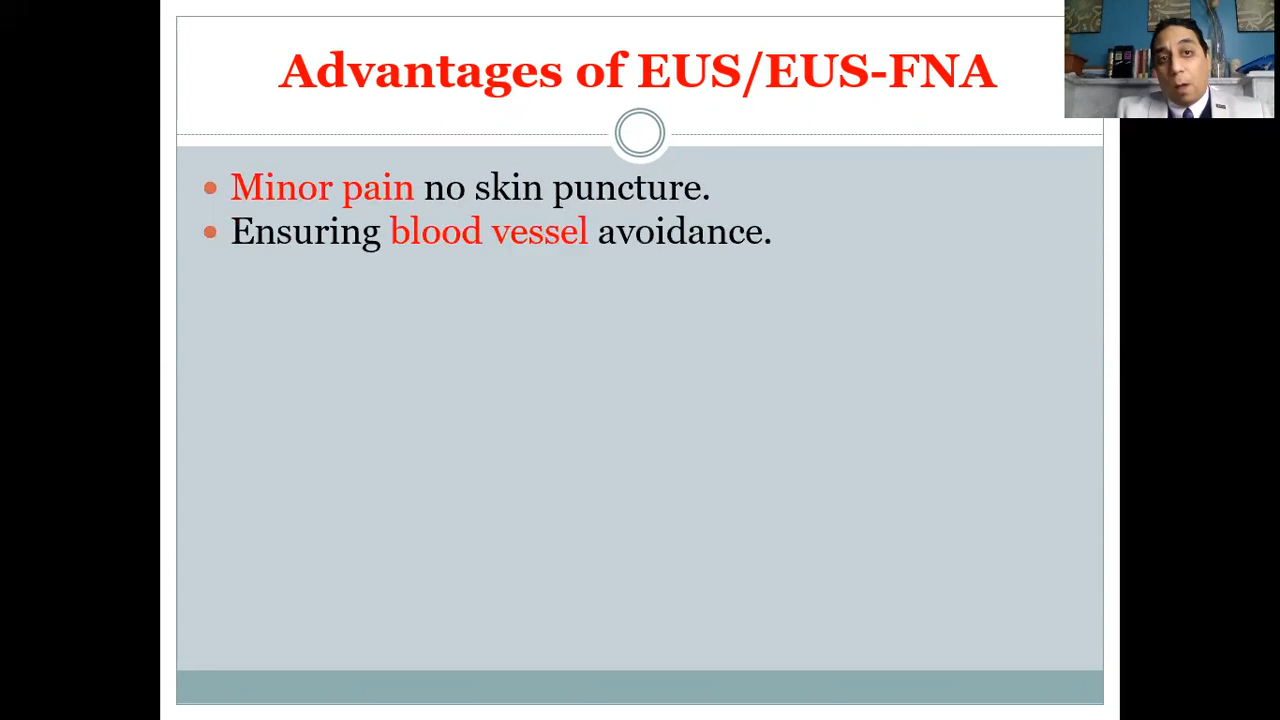 Advantages of EUS/EUS-FNA
Minor pain no skin puncture.
Ensuring blood vessel avoidance.